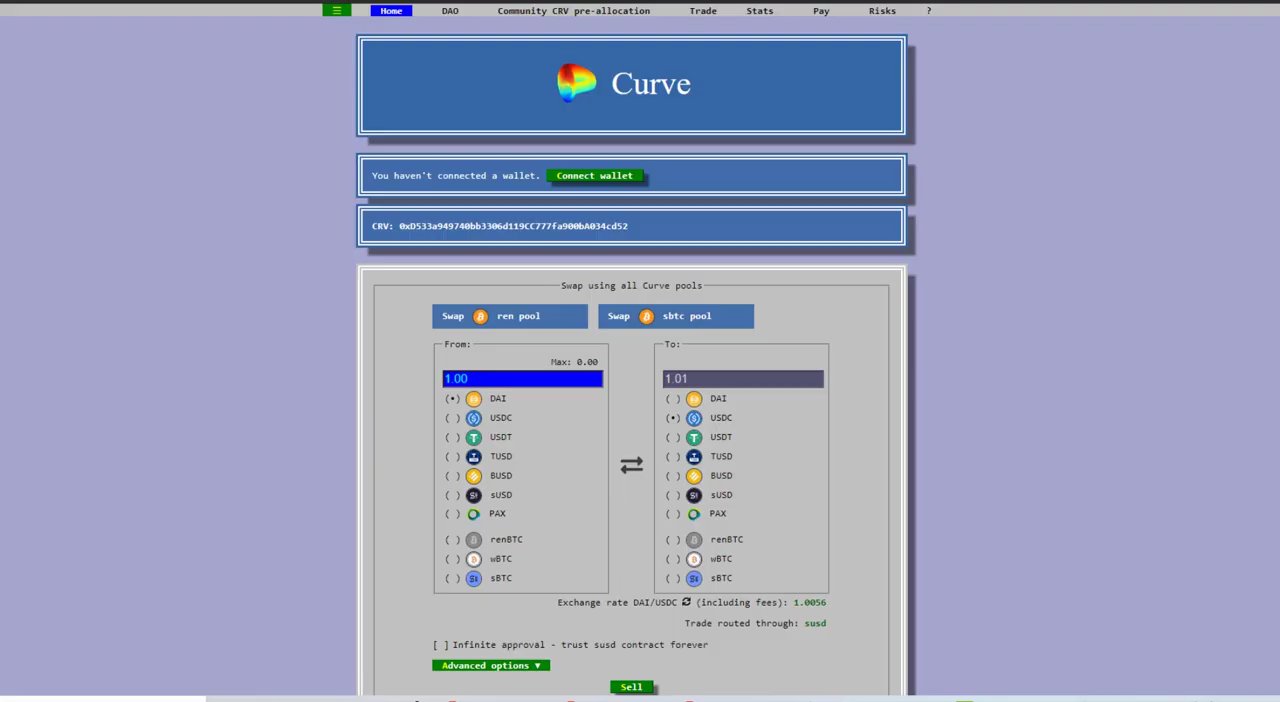 ☰ Home DAO Community CRV pre-allocation Trade Stats Pay Risks ?
Curve
You haven't connected a wallet. Connect wallet
CRV: 0xD533a949740bb3306d119CC777fa900bA034cd52
Swap using all Curve pools
Swap ren pool Swap sbtc pool
From: To:
Max: 0.00
1.00 1.01
(•) DAI ( ) DAI
( ) USDC (•) USDC
( ) USDT ( ) USDT
( ) TUSD ( ) TUSD
( ) BUSD ( ) BUSD
( ) sUSD ( ) sUSD
( ) PAX ( ) PAX
( ) renBTC ( ) renBTC
( ) wBTC ( ) wBTC
( ) sBTC ( ) sBTC
Exchange rate DAI/USDC (including fees): 1.0056
Trade routed through: susd
[ ] Infinite approval - trust susd contract forever
Advanced options ▼
Sell